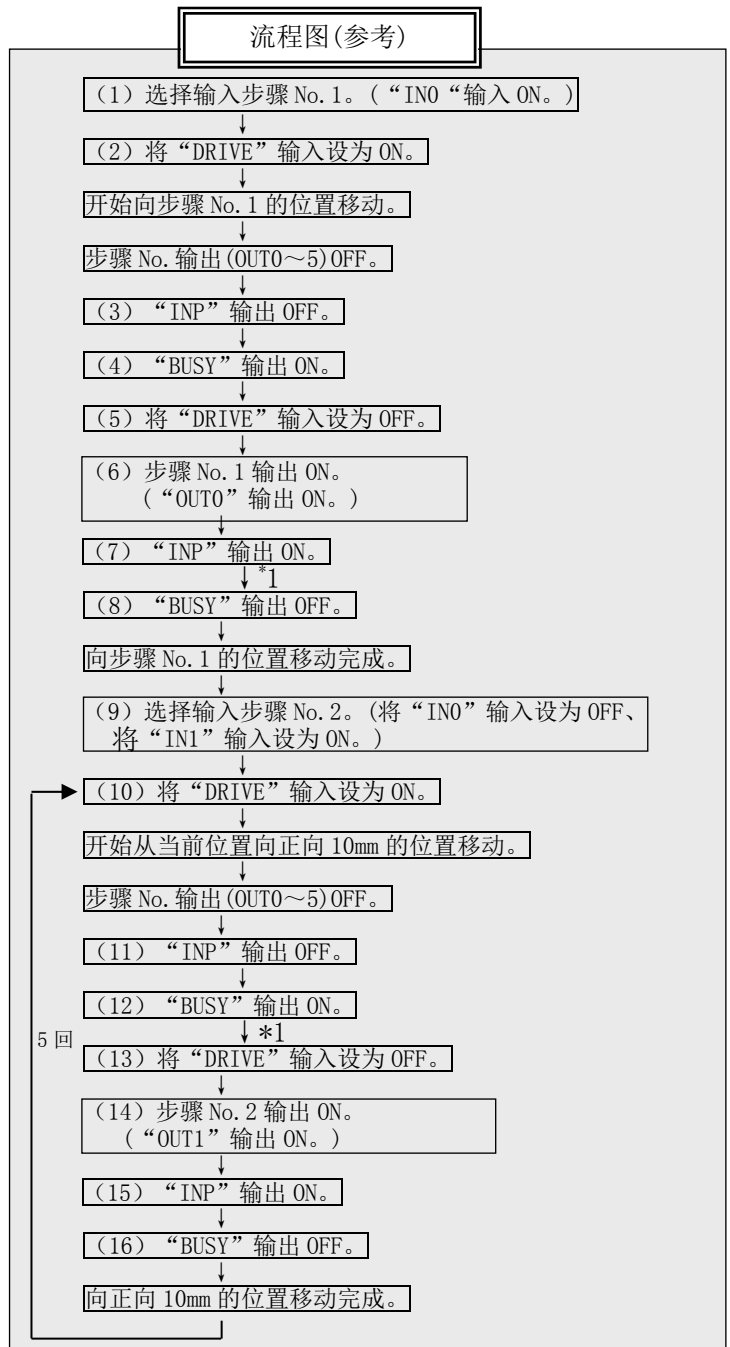 流程图(参考)
（1）选择输入步骤 No.1。(“IN0“输入 ON。)
↓
（2）将“DRIVE”输入设为 ON。
↓
开始向步骤 No.1 的位置移动。
↓
步骤 No.输出(OUT0～5)OFF。
↓
（3）“INP”输出 OFF。
↓
（4）“BUSY”输出 ON。
↓
（5）将“DRIVE”输入设为 OFF。
↓
（6）步骤 No.1 输出 ON。
(“OUT0”输出 ON。)
↓
（7）“INP”输出 ON。
↓ *1
（8）“BUSY”输出 OFF。
↓
向步骤 No.1 的位置移动完成。
↓
（9）选择输入步骤 No.2。(将“IN0”输入设为 OFF、
将“IN1”输入设为 ON。)
↓
（10）将“DRIVE”输入设为 ON。
↓
开始从当前位置向正向 10mm 的位置移动。
↓
步骤 No.输出(OUT0～5)OFF。
↓
（11）“INP”输出 OFF。
↓
（12）“BUSY”输出 ON。
↓ *1
5 回
（13）将“DRIVE”输入设为 OFF。
↓
（14）步骤 No.2 输出 ON。
(“OUT1”输出 ON。)
↓
（15）“INP”输出 ON。
↓
（16）“BUSY”输出 OFF。
↓
向正向 10mm 的位置移动完成。